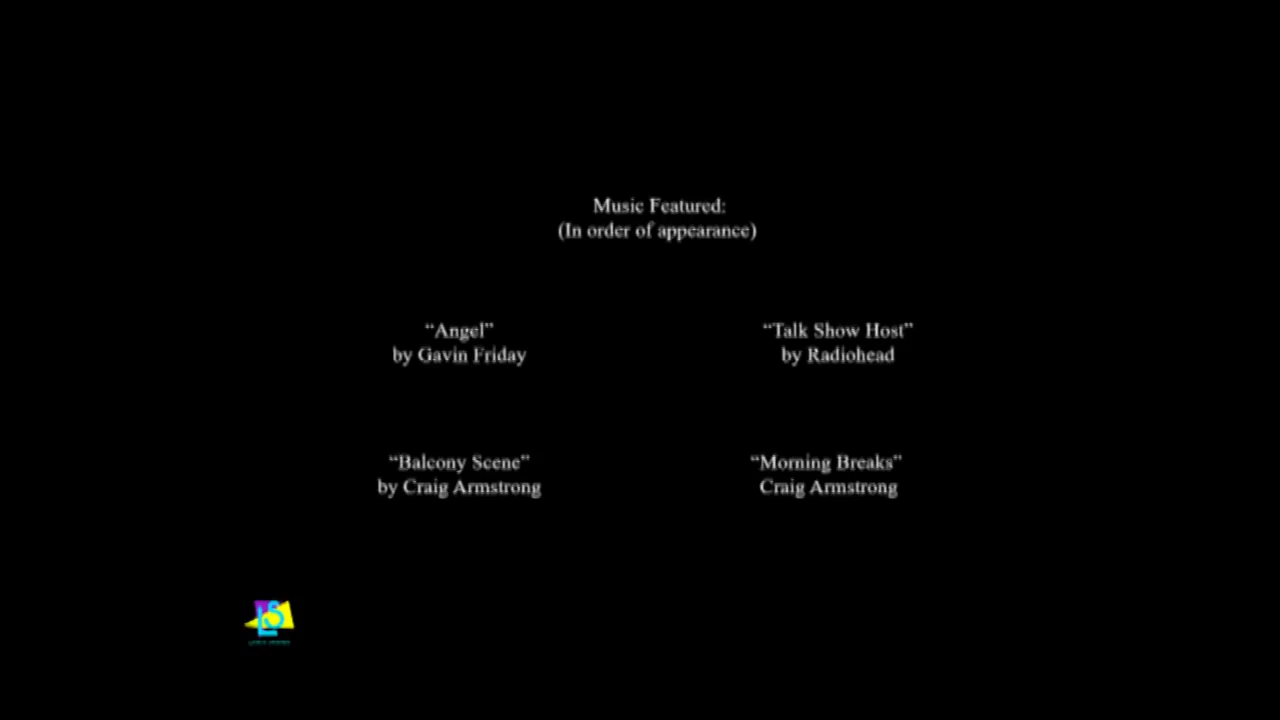 Music Featured:
(In order of appearance)
“Angel”
by Gavin Friday
“Talk Show Host”
by Radiohead
“Balcony Scene”
by Craig Armstrong
“Morning Breaks”
Craig Armstrong
LS